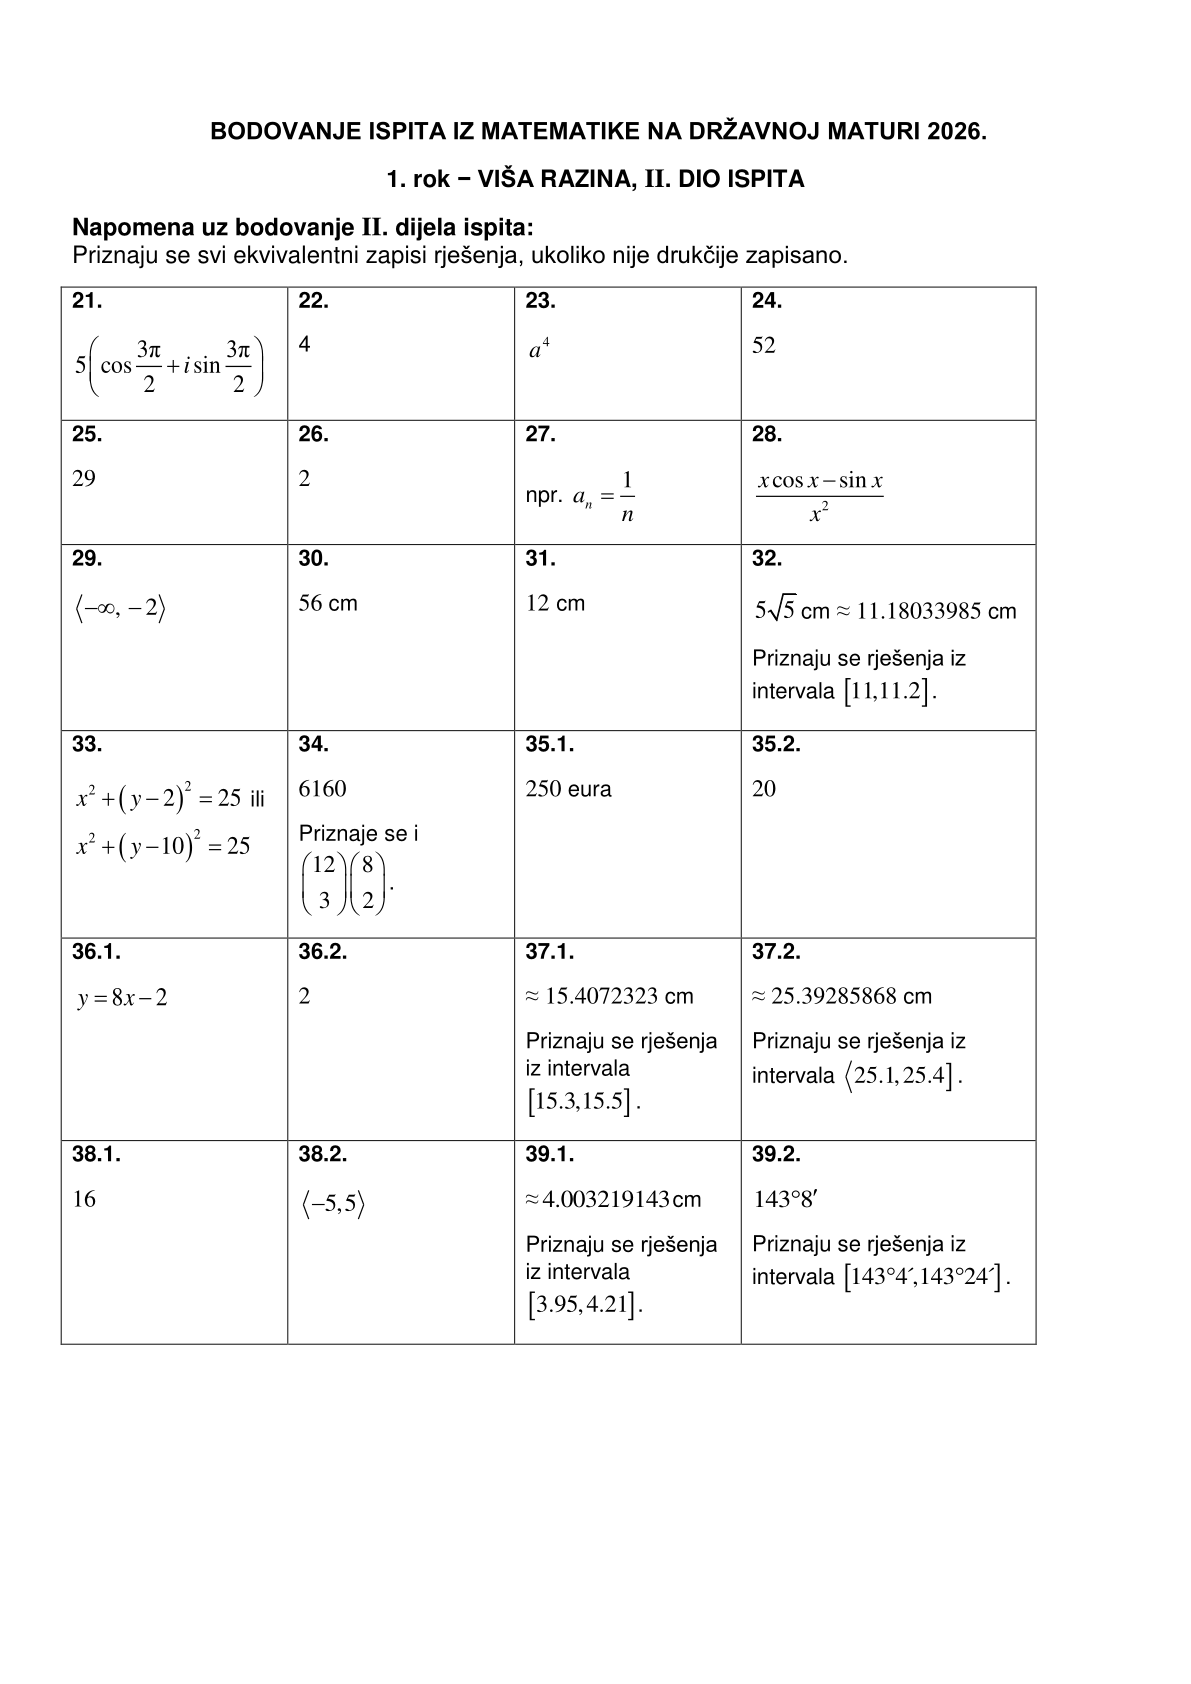 BODOVANJE ISPITA IZ MATEMATIKE NA DRŽAVNOJ MATURI 2026.
1. rok − VIŠA RAZINA, II. DIO ISPITA
Napomena uz bodovanje II. dijela ispita:
Priznaju se svi ekvivalentni zapisi rješenja, ukoliko nije drukčije zapisano.
21.
5(cos 3π/2 + i sin 3π/2)
22.
4
23.
a⁴
24.
52
25.
29
26.
2
27.
npr. aₙ = 1/n
28.
(x cos x − sin x)/x²
29.
⟨−∞, −2⟩
30.
56 cm
31.
12 cm
32.
5√5 cm ≈ 11.18033985 cm
Priznaju se rješenja iz
intervala [11,11.2].
33.
x² + (y − 2)² = 25 ili
x² + (y − 10)² = 25
34.
6160
Priznaje se i
(12 3)(8 2).
35.1.
250 eura
35.2.
20
36.1.
y = 8x − 2
36.2.
2
37.1.
≈ 15.4072323 cm
Priznaju se rješenja
iz intervala
[15.3,15.5].
37.2.
≈ 25.39285868 cm
Priznaju se rješenja iz
intervala ⟨25.1,25.4].
38.1.
16
38.2.
⟨−5,5⟩
39.1.
≈ 4.003219143 cm
Priznaju se rješenja
iz intervala
[3.95,4.21].
39.2.
143°8′
Priznaju se rješenja iz
intervala [143°4´,143°24´].